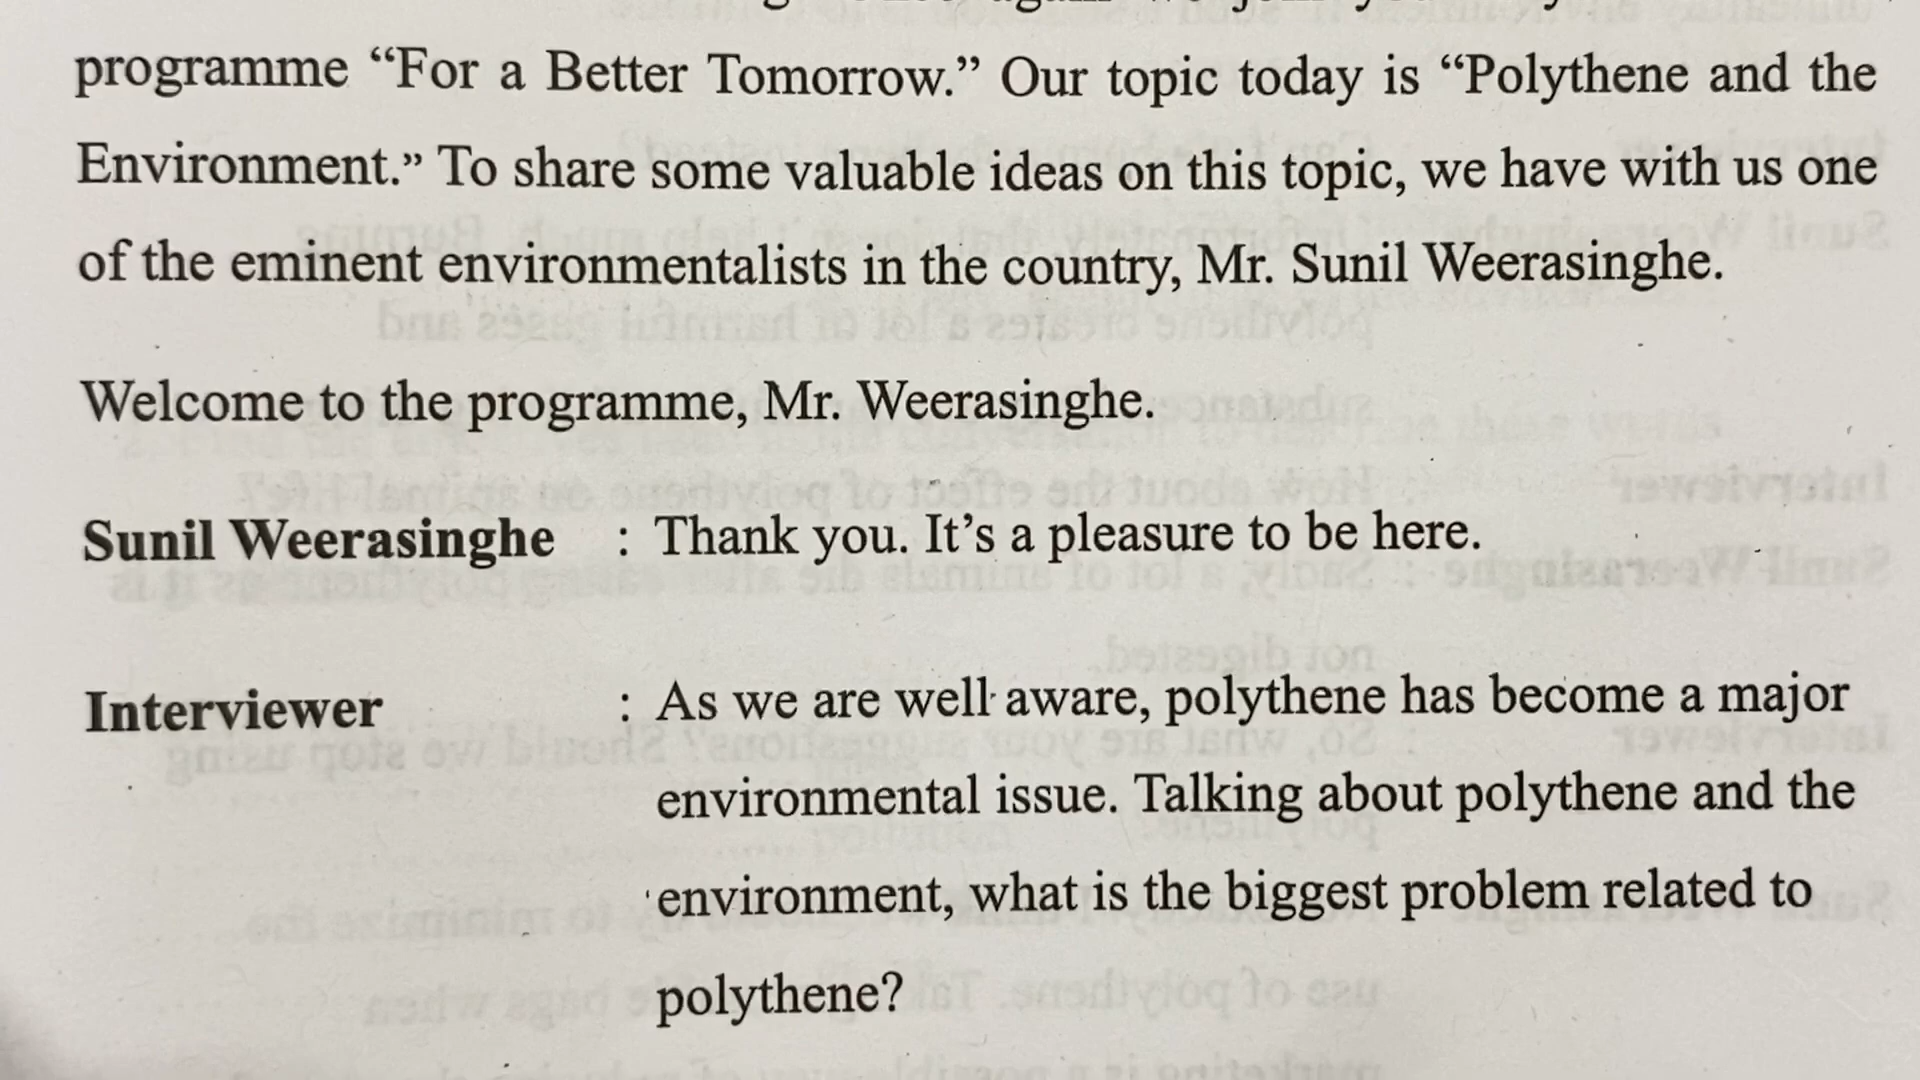 programme “For a Better Tomorrow.” Our topic today is “Polythene and the
Environment.” To share some valuable ideas on this topic, we have with us one
of the eminent environmentalists in the country, Mr. Sunil Weerasinghe.
Welcome to the programme, Mr. Weerasinghe.
Sunil Weerasinghe : Thank you. It’s a pleasure to be here.
Interviewer : As we are well aware, polythene has become a major
environmental issue. Talking about polythene and the
environment, what is the biggest problem related to
polythene?